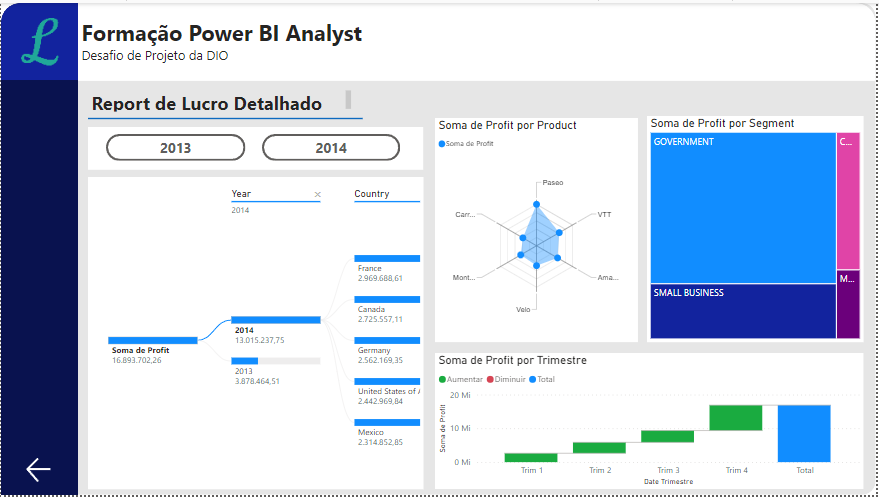 L
Formação Power BI Analyst
Desafio de Projeto da DIO
Report de Lucro Detalhado
2013
2014
Year
2014
Country
Soma de Profit
16.893.702,26
2014
13.015.237,75
2013
3.878.464,51
France
2.969.688,61
Canada
2.725.557,11
Germany
2.562.169,35
United States of A
2.442.969,84
Mexico
2.314.852,85
Soma de Profit por Product
Soma de Profit
Paseo
VTT
Ama...
Velo
Mont...
Carr...
Soma de Profit por Segment
GOVERNMENT
C...
SMALL BUSINESS
M...
Soma de Profit por Trimestre
Aumentar Diminuir Total
Soma de Profit
20 Mi
10 Mi
0 Mi
Trim 1 Trim 2 Trim 3 Trim 4 Total
Date Trimestre